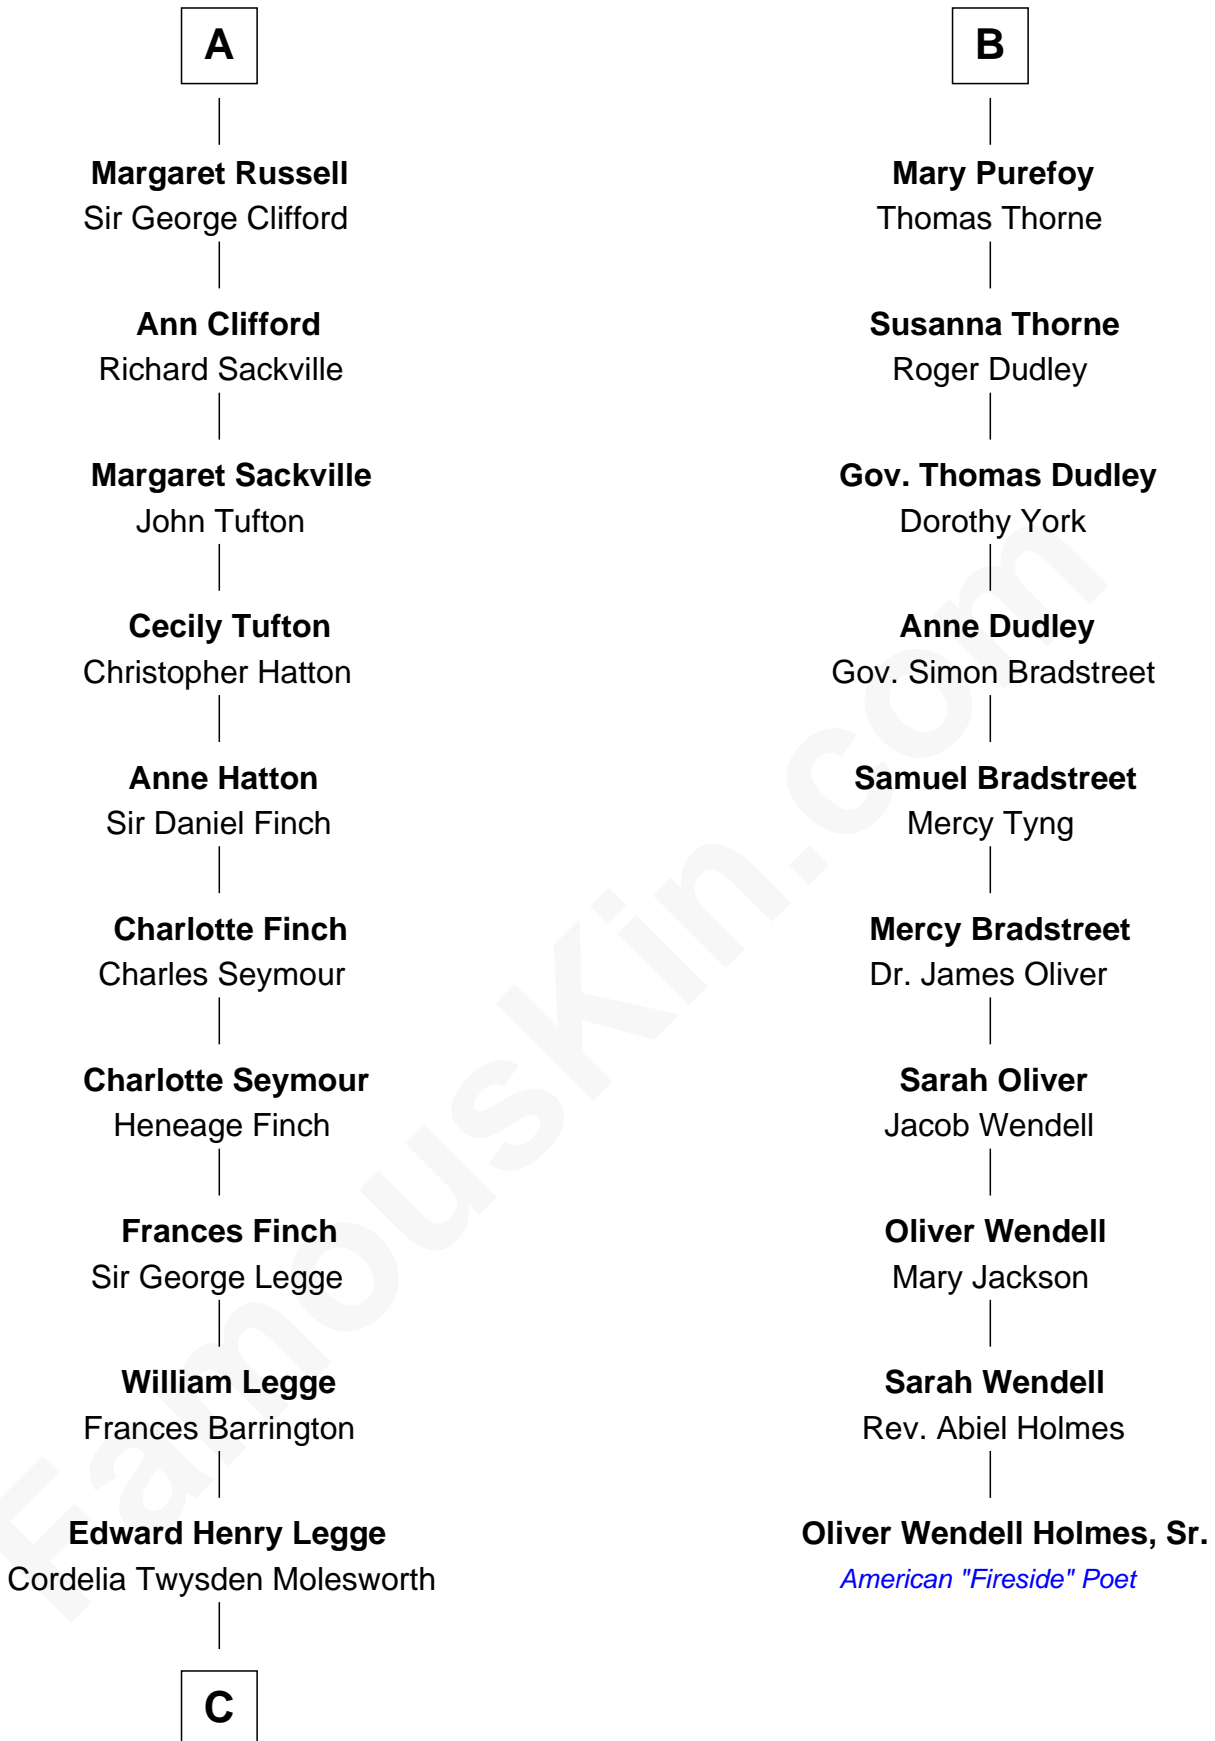 A
Margaret Russell
Sir George Clifford
Ann Clifford
Richard Sackville
Margaret Sackville
John Tufton
Cecily Tufton
Christopher Hatton
Anne Hatton
Sir Daniel Finch
Charlotte Finch
Charles Seymour
Charlotte Seymour
Heneage Finch
Frances Finch
Sir George Legge
William Legge
Frances Barrington
Edward Henry Legge
Cordelia Twysden Molesworth
C
B
Mary Purefoy
Thomas Thorne
Susanna Thorne
Roger Dudley
Gov. Thomas Dudley
Dorothy York
Anne Dudley
Gov. Simon Bradstreet
Samuel Bradstreet
Mercy Tyng
Mercy Bradstreet
Dr. James Oliver
Sarah Oliver
Jacob Wendell
Oliver Wendell
Mary Jackson
Sarah Wendell
Rev. Abiel Holmes
Oliver Wendell Holmes, Sr.
American "Fireside" Poet
FamousKin.com